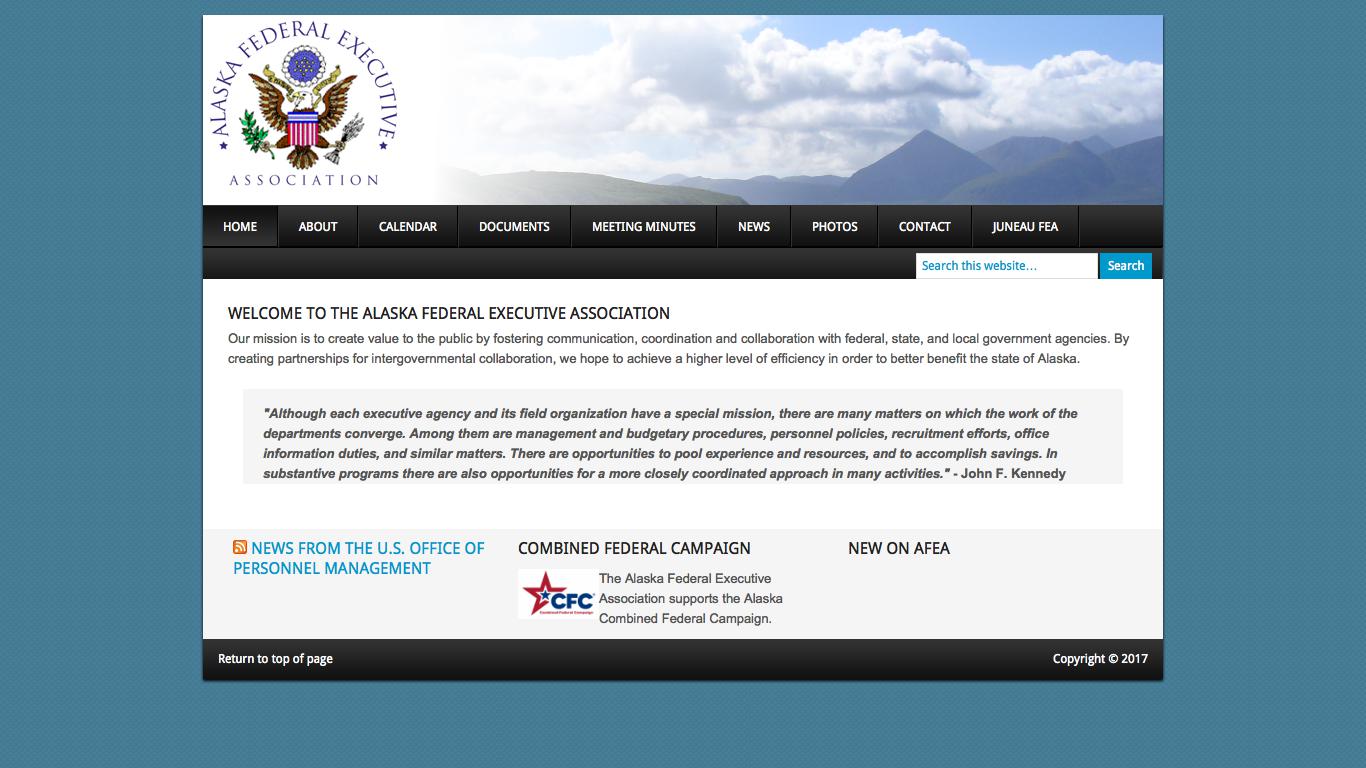 ALASKA FEDERAL EXECUTIVE
ASSOCIATION
HOME ABOUT CALENDAR DOCUMENTS MEETING MINUTES NEWS PHOTOS CONTACT JUNEAU FEA
Search this website… Search
WELCOME TO THE ALASKA FEDERAL EXECUTIVE ASSOCIATION
Our mission is to create value to the public by fostering communication, coordination and collaboration with federal, state, and local government agencies. By
creating partnerships for intergovernmental collaboration, we hope to achieve a higher level of efficiency in order to better benefit the state of Alaska.
"Although each executive agency and its field organization have a special mission, there are many matters on which the work of the
departments converge. Among them are management and budgetary procedures, personnel policies, recruitment efforts, office
information duties, and similar matters. There are opportunities to pool experience and resources, and to accomplish savings. In
substantive programs there are also opportunities for a more closely coordinated approach in many activities." - John F. Kennedy
NEWS FROM THE U.S. OFFICE OF
PERSONNEL MANAGEMENT
COMBINED FEDERAL CAMPAIGN
CFC
Combined Federal Campaign
The Alaska Federal Executive
Association supports the Alaska
Combined Federal Campaign.
NEW ON AFEA
Return to top of page
Copyright © 2017